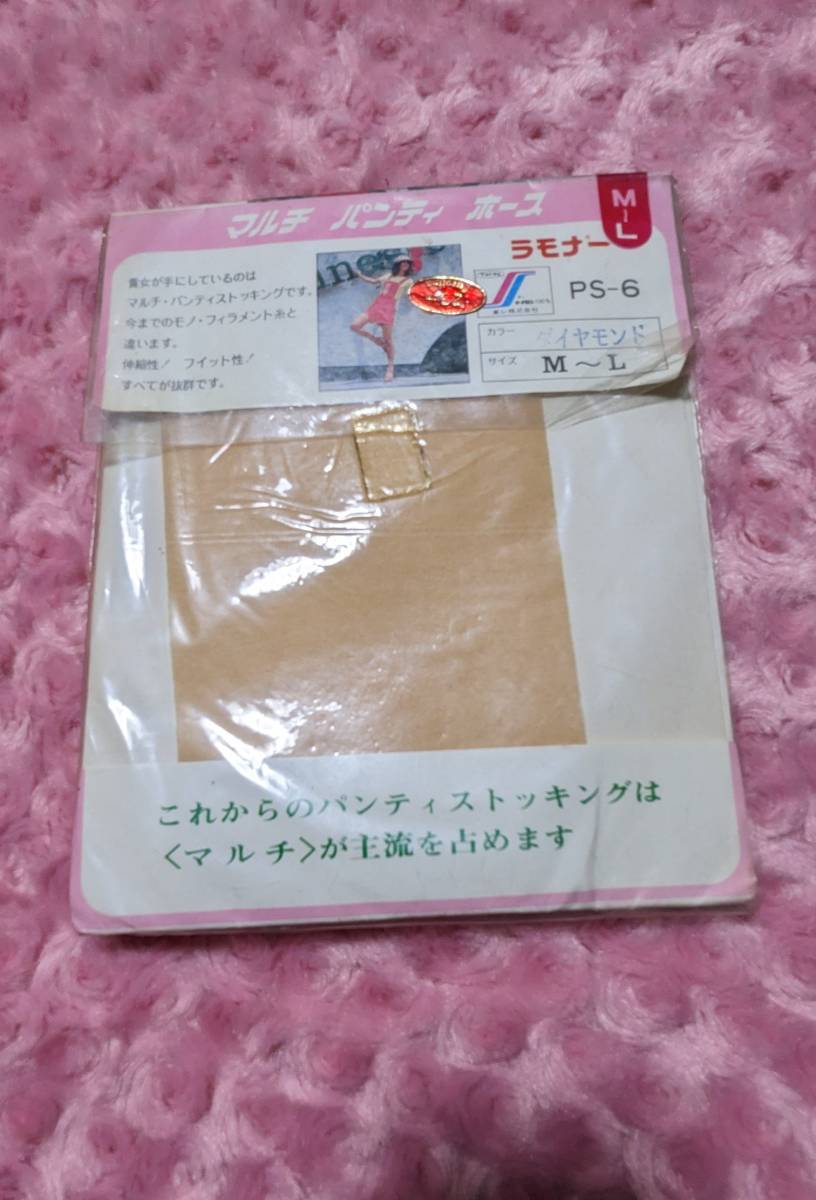 マルチ パンティ ホース
M~L
ラモナー
貴女が手にしているのは
マルチ・パンティストッキングです。
今までのモノ・フィラメント糸と
違います。
伸縮性! フイット性!
すべてが抜群です。
PS-6
東レ株式会社
カラー ダイヤモンド
サイズ M～L
これからのパンティストッキングは
〈マルチ〉が主流を占めます